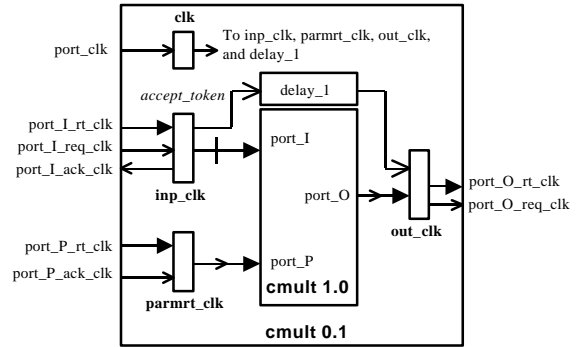 clk
port_clk
To inp_clk, parmrt_clk, out_clk,
and delay_1
accept_token
delay_1
port_I_rt_clk
port_I_req_clk
port_I_ack_clk
inp_clk
port_I
port_O
port_O_rt_clk
port_O_req_clk
out_clk
port_P_rt_clk
port_P_ack_clk
parmrt_clk
port_P
cmult 1.0
cmult 0.1